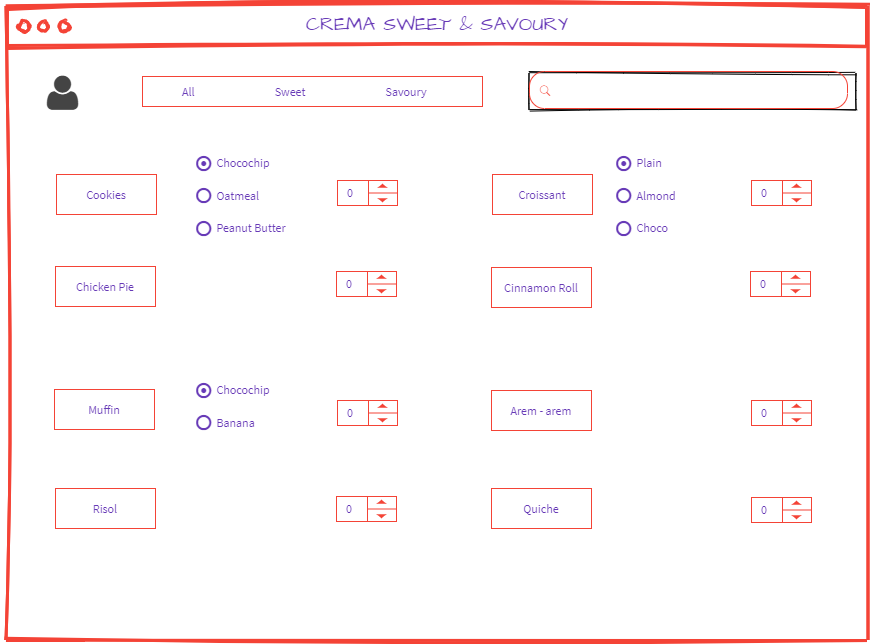 CREMA SWEET & SAVOURY
All Sweet Savoury
Cookies
Chocochip
Oatmeal
Peanut Butter
0
Croissant
Plain
Almond
Choco
0
Chicken Pie
0
Cinnamon Roll
0
Muffin
Chocochip
Banana
0
Arem - arem
0
Risol
0
Quiche
0